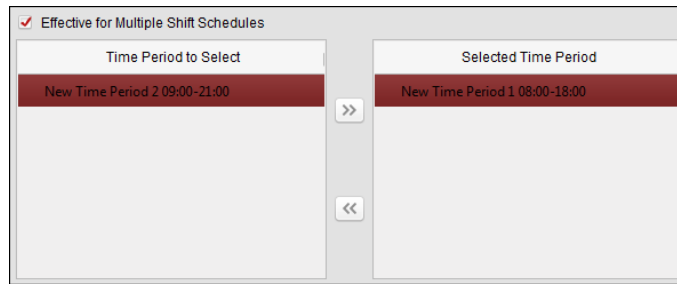 Effective for Multiple Shift Schedules
Time Period to Select
Selected Time Period
New Time Period 2 09:00-21:00
New Time Period 1 08:00-18:00